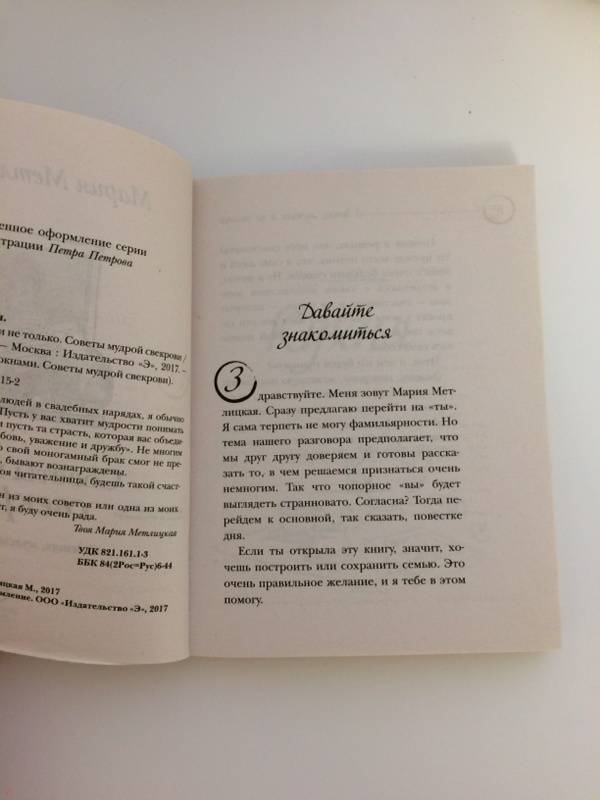 Мария Метл
енное оформление серии
трации Петра Петрова
и не только. Советы мудрой свекрови /
— Москва : Издательство «Э», 2017. –
окнами. Советы мудрой свекрови).
15-2
людей в свадебных нарядах, я обычно
Пусть у вас хватит мудрости понимать
и пусть та страсть, которая вас объеди
бовь, уважение и дружбу». Не многим
о свой моногамный брак смог не пре-
, бывают вознаграждены.
оя читательница, будешь такой счаст-
н из моих советов или одна из моих
т, я буду очень рада.
Твоя Мария Метлицкая
УДК 821.161.1-3
ББК 84(2Рос=Рус)6-44
ицкая М., 2017
мление. ООО «Издательство «Э», 2017
Давайте
знакомиться
Здравствуйте. Меня зовут Мария Мет-
лицкая. Сразу предлагаю перейти на «ты».
Я сама терпеть не могу фамильярности. Но
тема нашего разговора предполагает, что
мы друг другу доверяем и готовы расска-
зать то, в чем решаемся признаться очень
немногим. Так что чопорное «вы» будет
выглядеть странновато. Согласна? Тогда пе-
рейдем к основной, так сказать, повестке
дня.
Если ты открыла эту книгу, значит, хо-
чешь построить или сохранить семью. Это
очень правильное желание, и я тебе в этом
помогу.